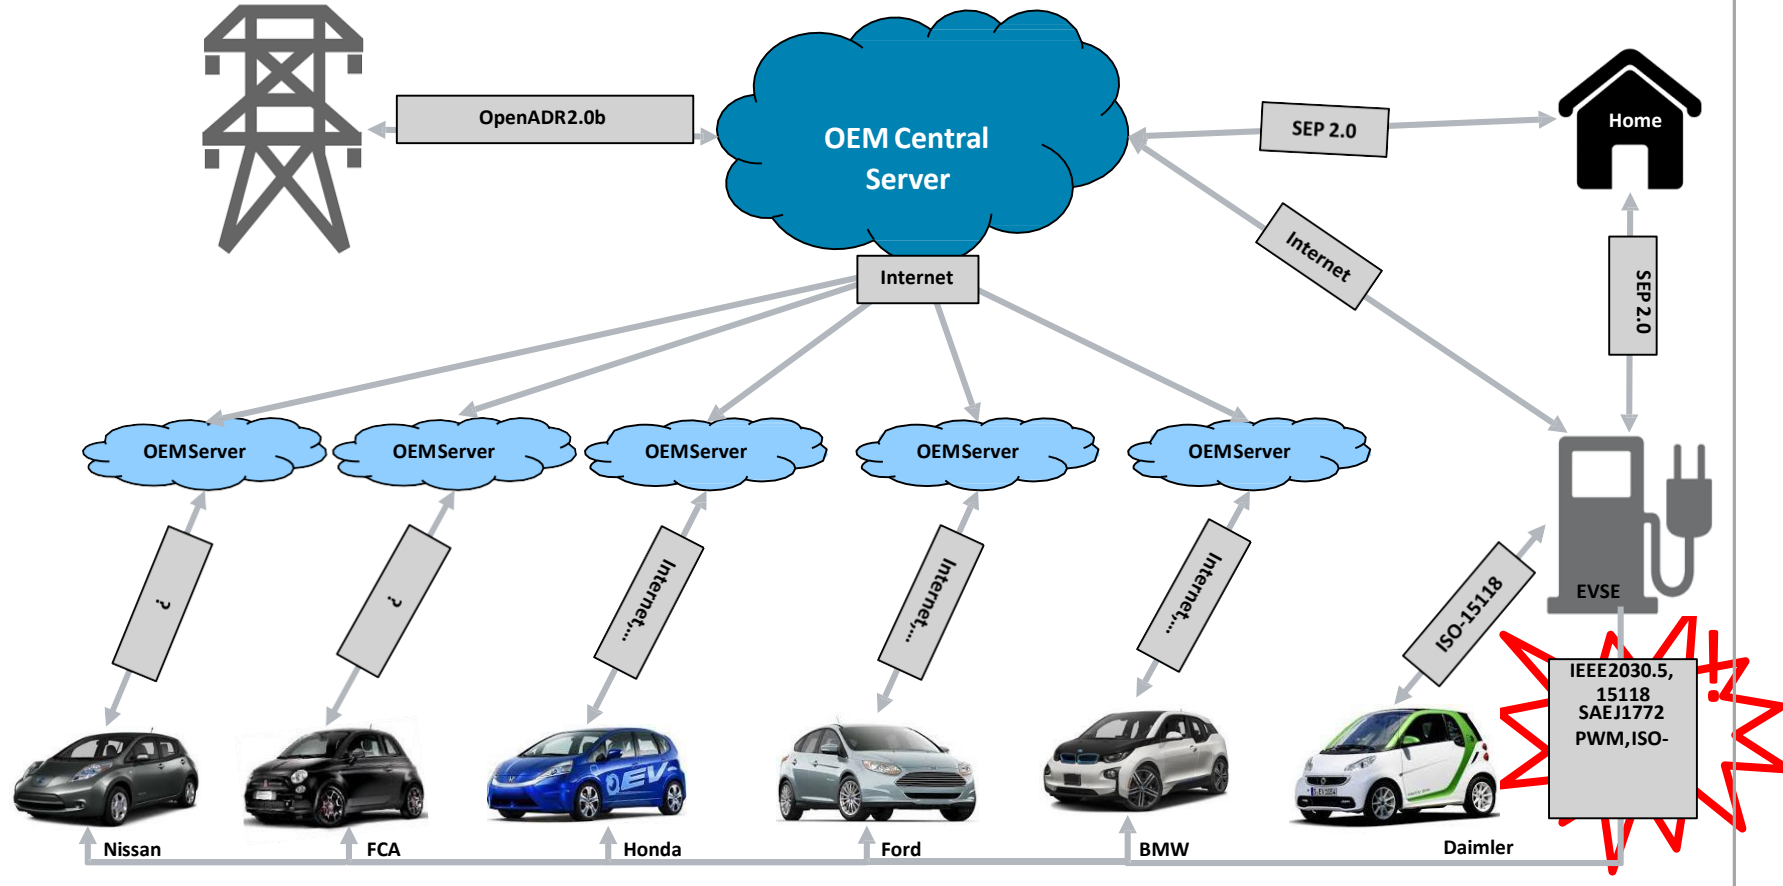 OpenADR2.0b
OEM Central
Server
SEP 2.0
Home
Internet
Internet
SEP 2.0
OEMServer
OEMServer
OEMServer
OEMServer
OEMServer
?
?
Internet,...
Internet,...
Internet,...
ISO-15118
EVSE
IEEE2030.5,
15118
SAEJ1772
PWM,ISO-
!
EV
Nissan
FCA
Honda
Ford
BMW
Daimler